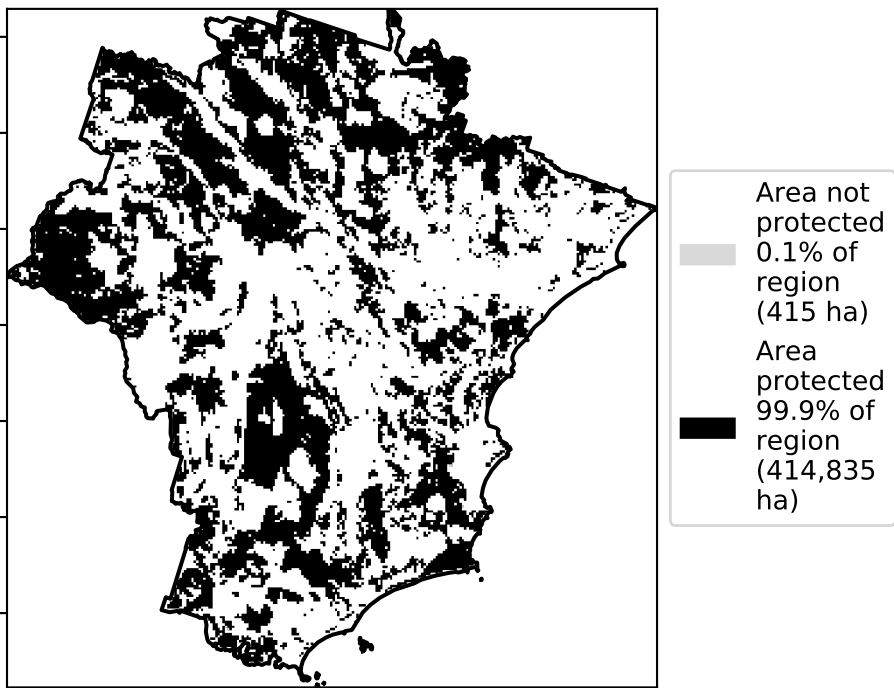 Area not
protected
0.1% of
region
(415 ha)
Area
protected
99.9% of
region
(414,835
ha)